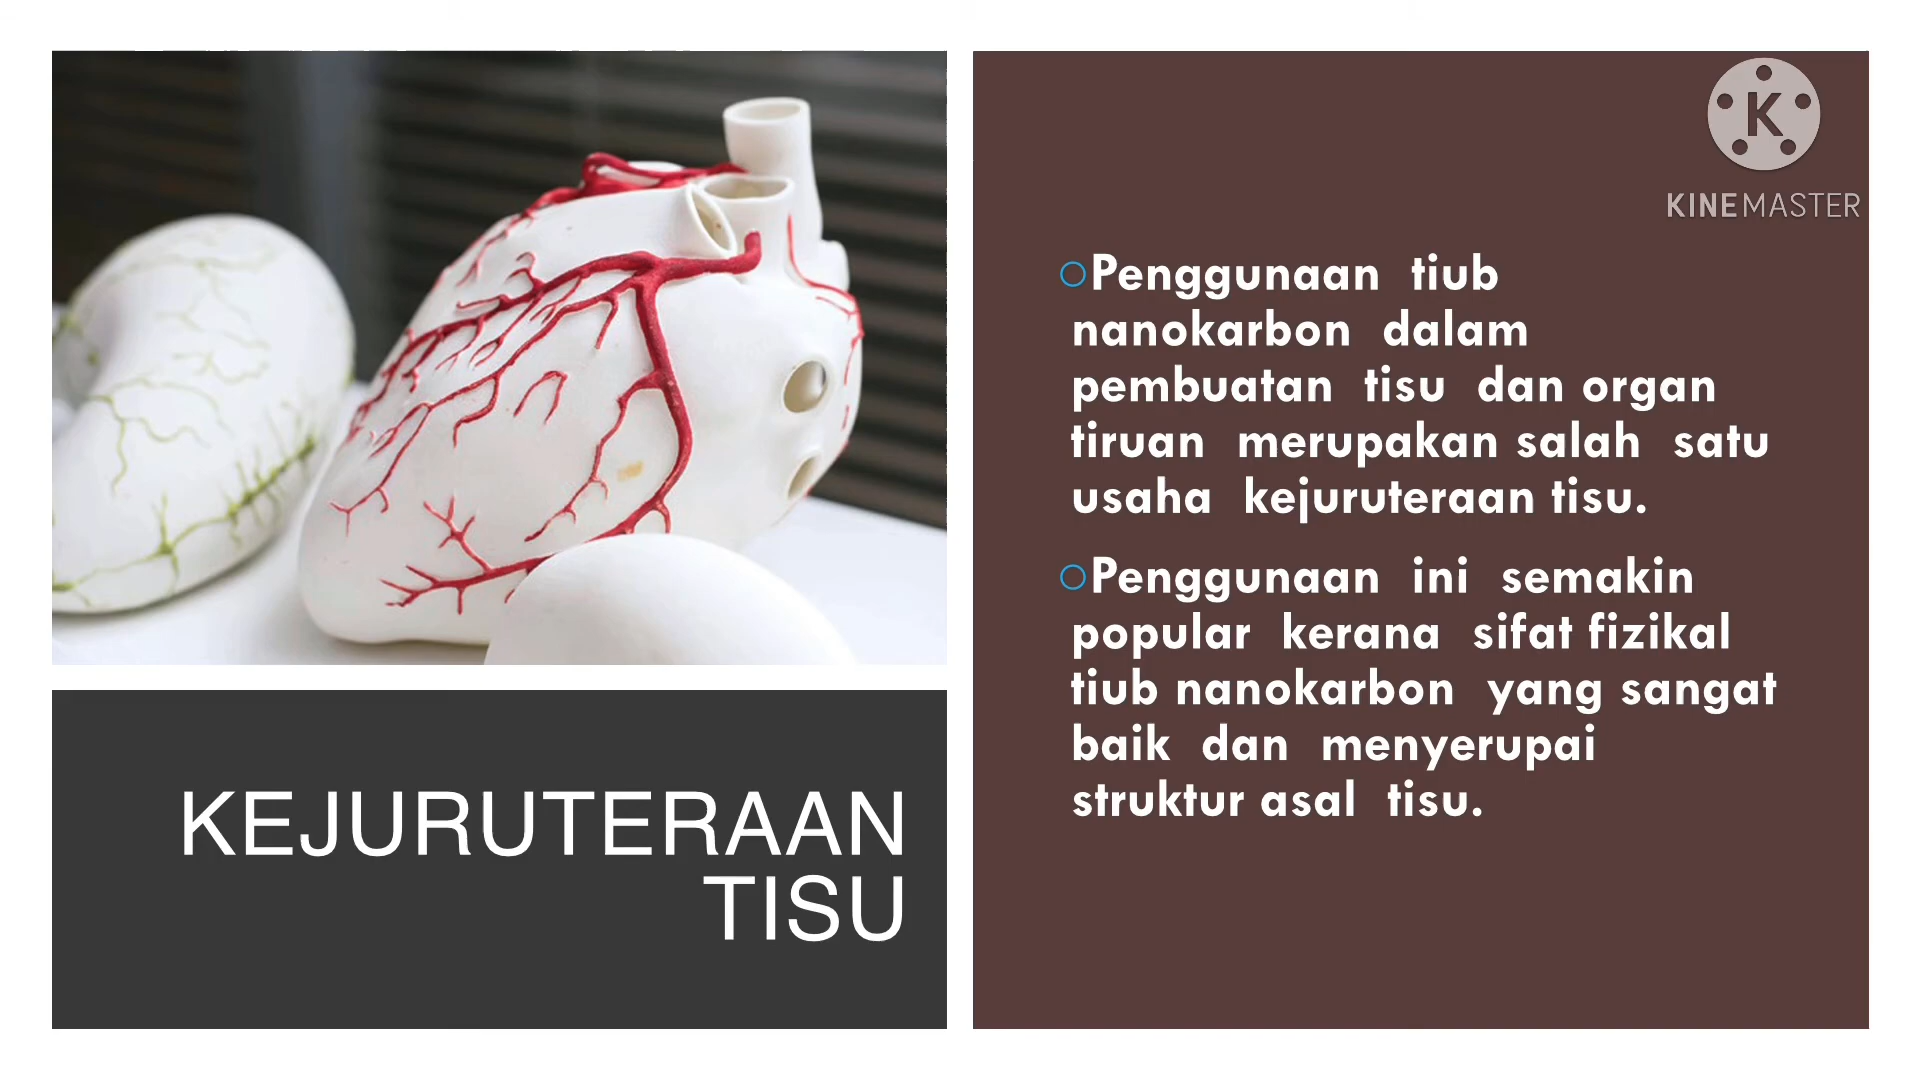 K
KINEMASTER
Penggunaan tiub
nanokarbon dalam
pembuatan tisu dan organ
tiruan merupakan salah satu
usaha kejuruteraan tisu.
Penggunaan ini semakin
popular kerana sifat fizikal
tiub nanokarbon yang sangat
baik dan menyerupai
struktur asal tisu.
KEJURUTERAAN
TISU